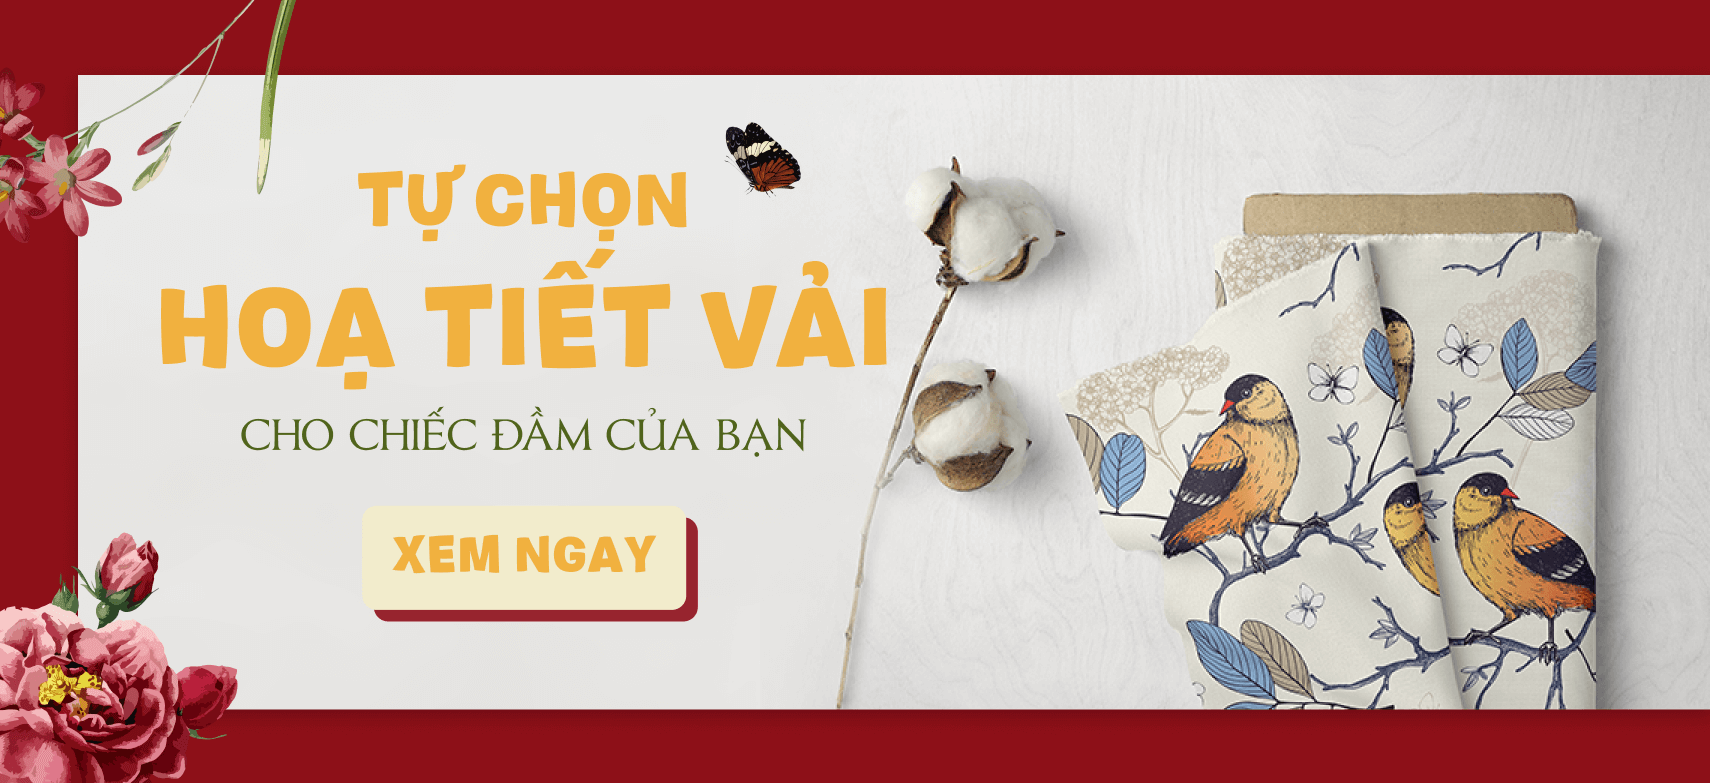 TỰ CHỌN
HOẠ TIẾT VẢI
CHO CHIẾC ĐẦM CỦA BẠN
XEM NGAY